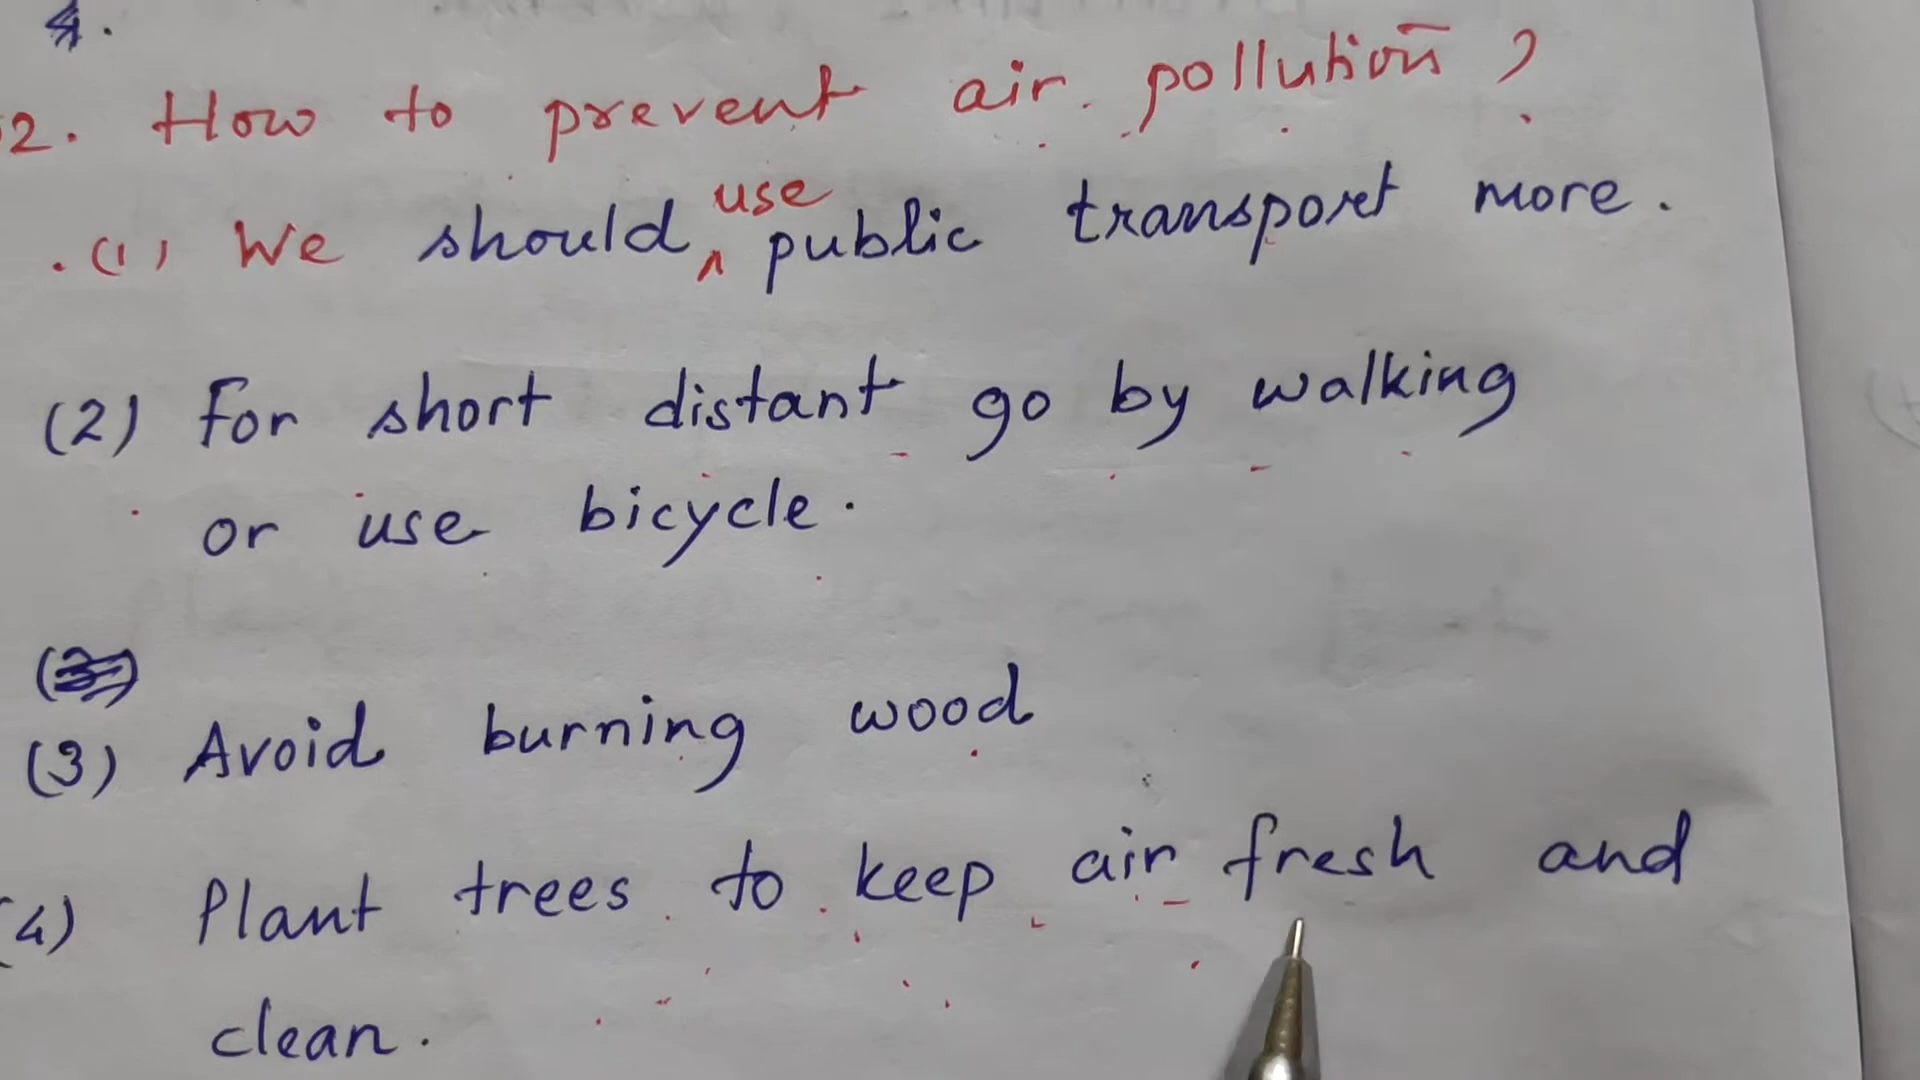 4.
2. How to prevent air pollution?
(1) We should use public transport more.
(2) For short distant go by walking
or use bicycle.
(3) Avoid burning wood
(4) Plant trees to keep air fresh and
clean.